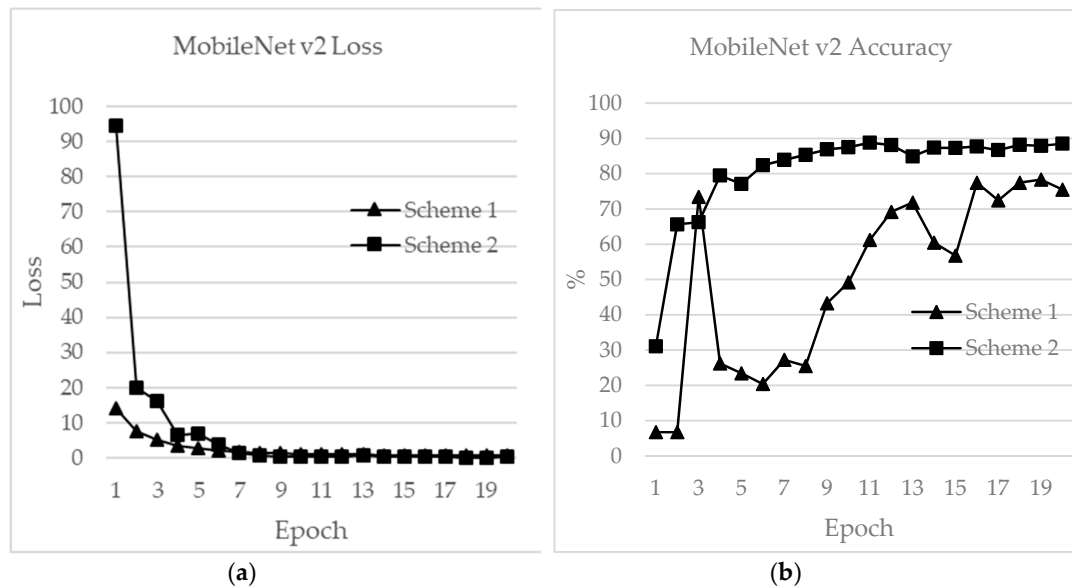 MobileNet v2 Loss
100
90
80
70
60
50
40
30
20
10
0
Loss
Scheme 1
Scheme 2
1 3 5 7 9 11 13 15 17 19
Epoch
(a)
MobileNet v2 Accuracy
100
90
80
70
60
50
40
30
20
10
0
%
Scheme 1
Scheme 2
1 3 5 7 9 11 13 15 17 19
Epoch
(b)